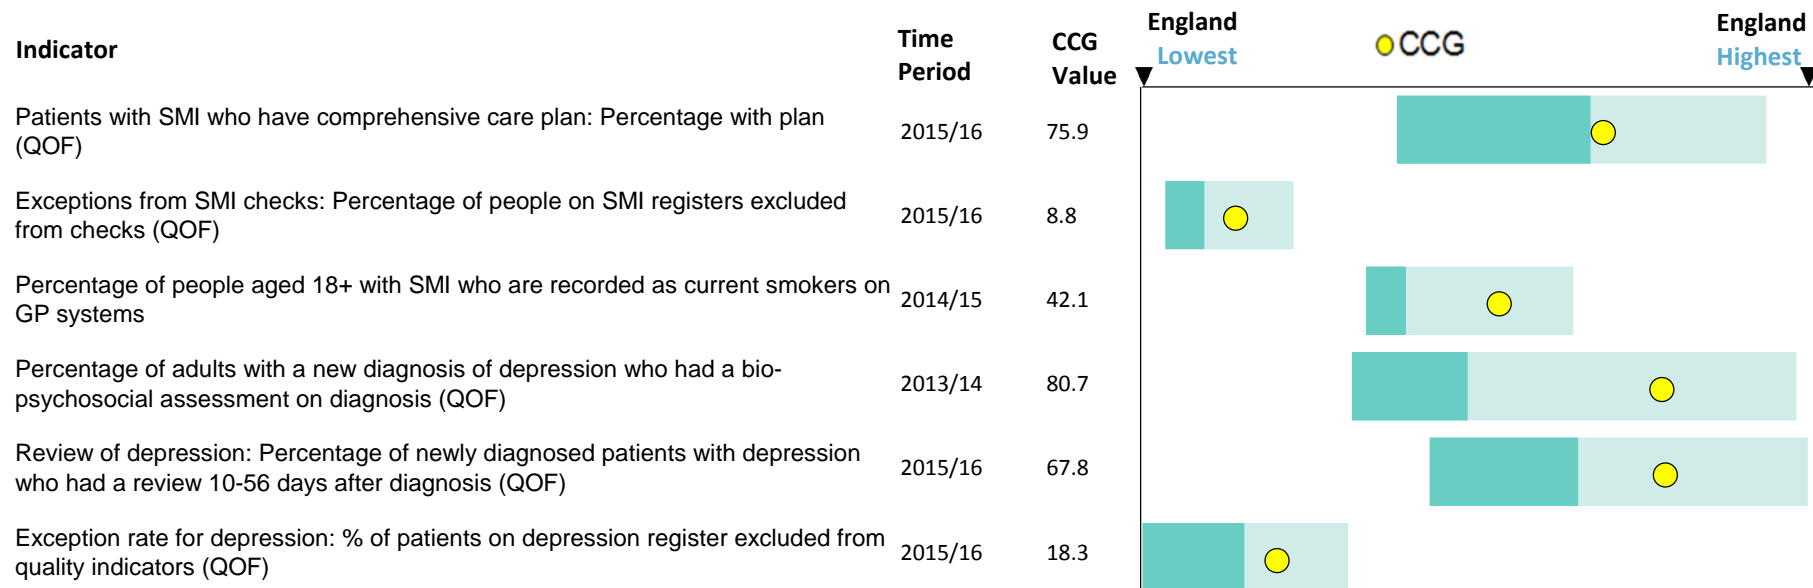 Indicator
Time
Period
CCG
Value
England
Lowest
CCG
England
Highest
Patients with SMI who have comprehensive care plan: Percentage with plan
(QOF)
2015/16
75.9
Exceptions from SMI checks: Percentage of people on SMI registers excluded
from checks (QOF)
2015/16
8.8
Percentage of people aged 18+ with SMI who are recorded as current smokers on
GP systems
2014/15
42.1
Percentage of adults with a new diagnosis of depression who had a bio-
psychosocial assessment on diagnosis (QOF)
2013/14
80.7
Review of depression: Percentage of newly diagnosed patients with depression
who had a review 10-56 days after diagnosis (QOF)
2015/16
67.8
Exception rate for depression: % of patients on depression register excluded from
quality indicators (QOF)
2015/16
18.3